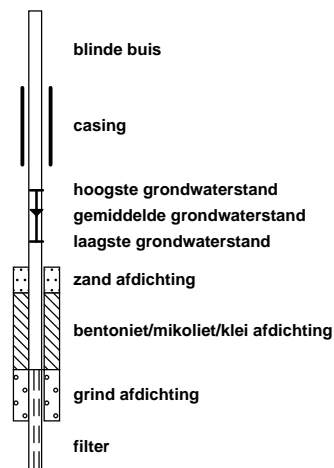 blinde buis
casing
hoogste grondwaterstand
gemiddelde grondwaterstand
laagste grondwaterstand
zand afdichting
bentoniet/mikoliet/klei afdichting
grind afdichting
filter